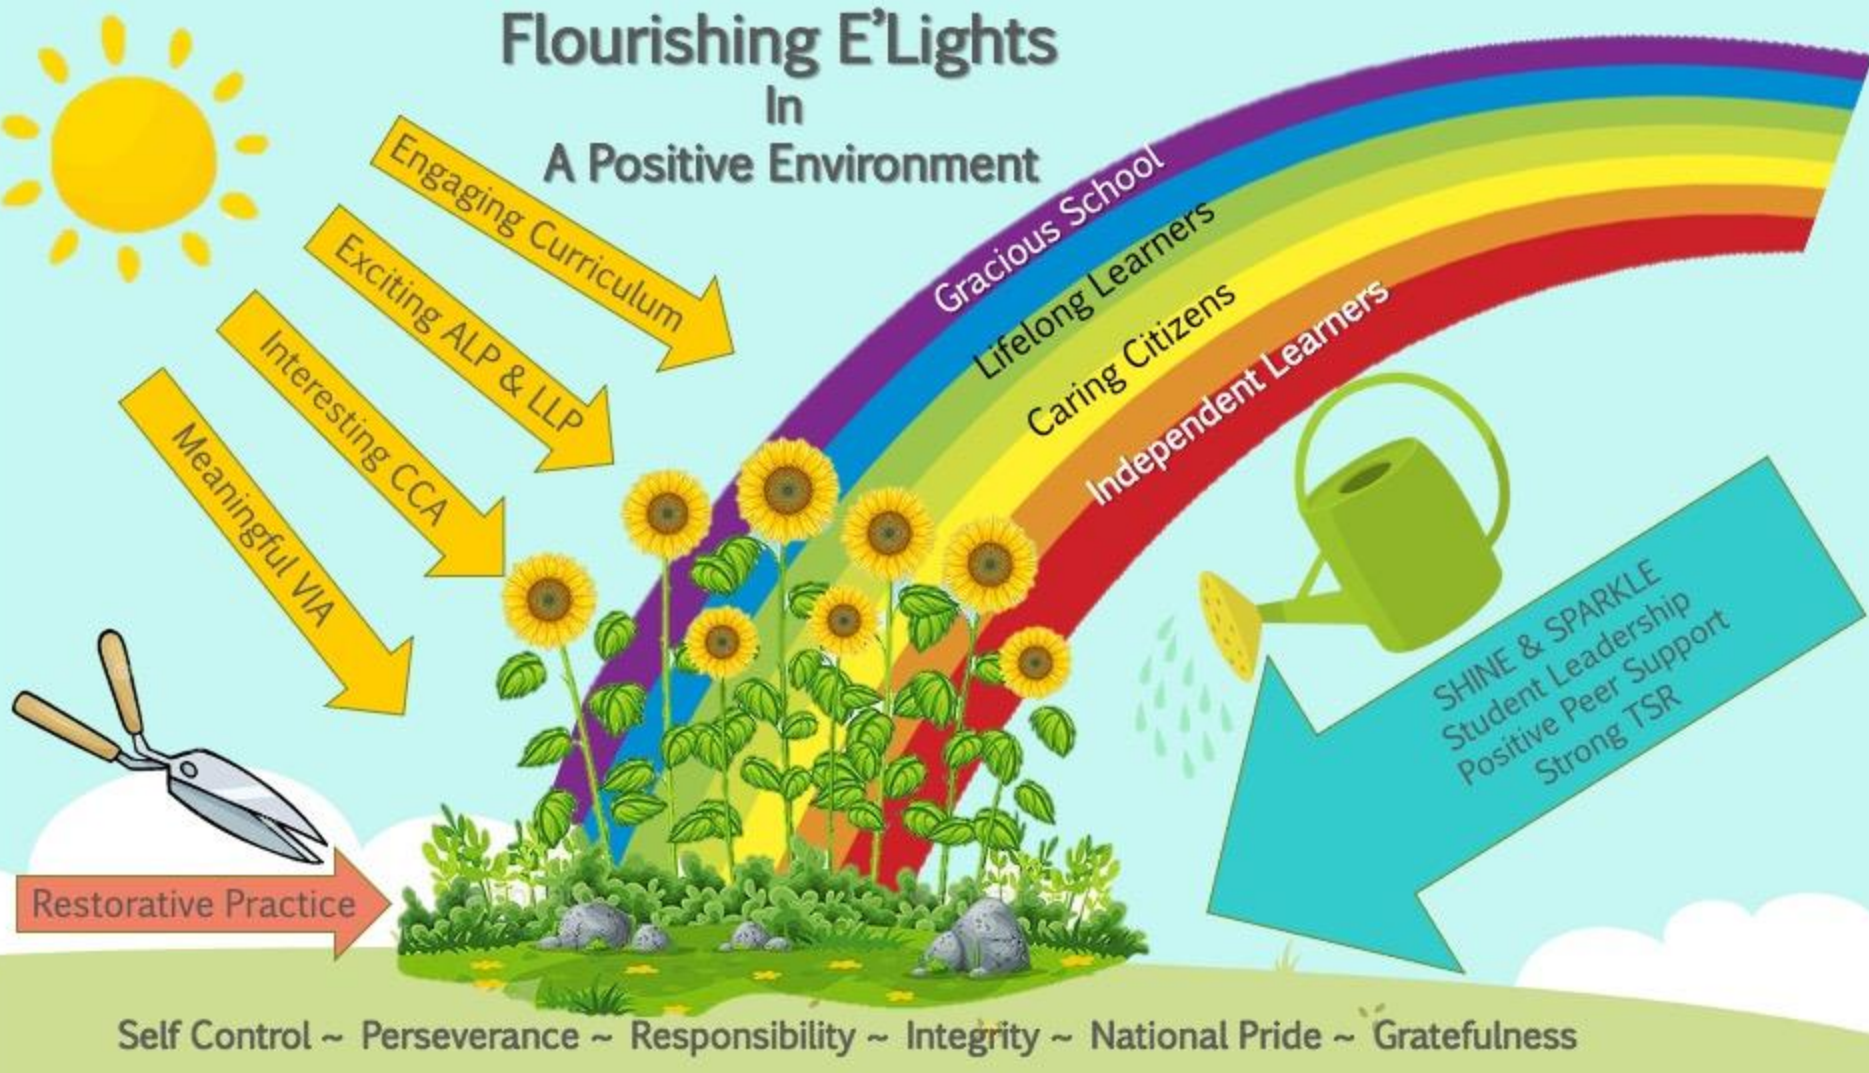 Flourishing E'Lights
In
A Positive Environment
Engaging Curriculum
Exciting ALP & LLP
Interesting CCA
Meaningful VIA
Gracious School
Lifelong Learners
Caring Citizens
Independent Learners
SHINE & SPARKLE
Student Leadership
Positive Peer Support
Strong TSR
Restorative Practice
Self Control ~ Perseverance ~ Responsibility ~ Integrity ~ National Pride ~ Gratefulness